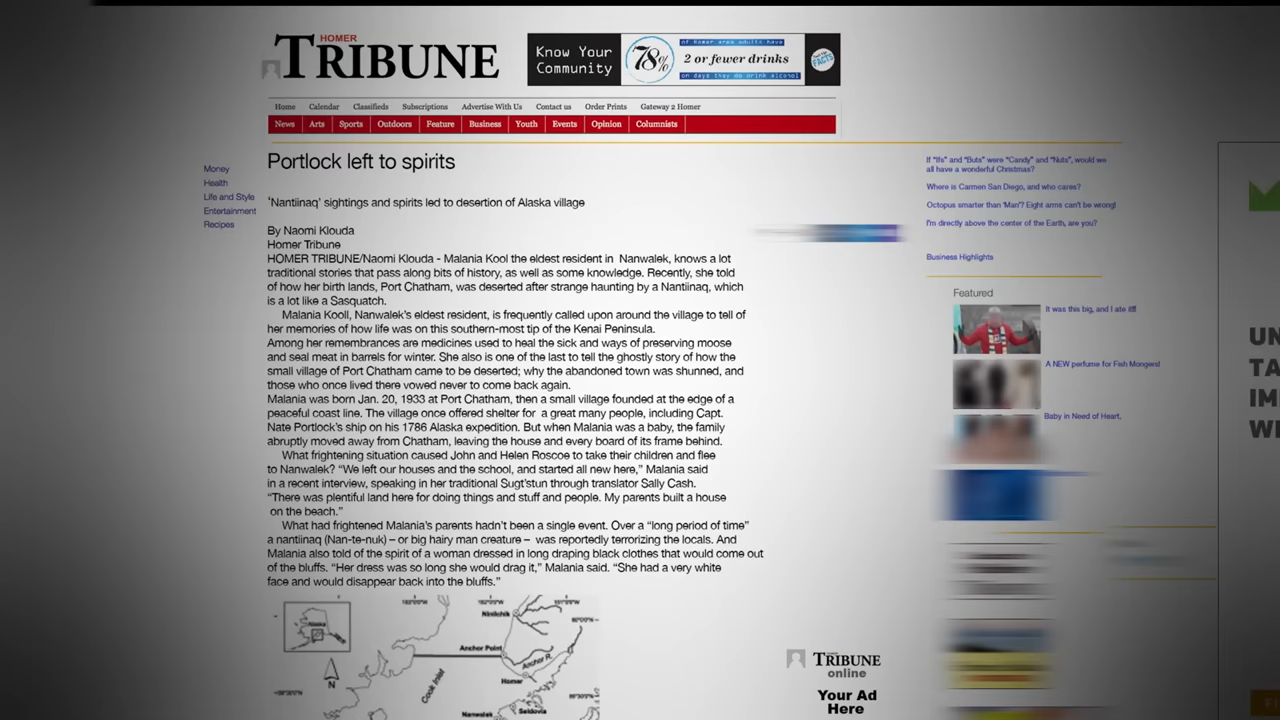 HOMER
TRIBUNE
Know Your
Community
78%
of Homer area adults have
2 or fewer drinks
on days they do drink alcohol
FACTS
Home Calendar Classifieds Subscriptions Advertise With Us Contact us Order Prints Gateway 2 Homer
News Arts Sports Outdoors Feature Business Youth Events Opinion Columnists
Money
Health
Life and Style
Entertainment
Recipes
Portlock left to spirits
'Nantiinaq' sightings and spirits led to desertion of Alaska village
By Naomi Klouda
Homer Tribune
HOMER TRIBUNE/Naomi Klouda - Malania Kool the eldest resident in Nanwalek, knows a lot
traditional stories that pass along bits of history, as well as some knowledge. Recently, she told
of how her birth lands, Port Chatham, was deserted after strange haunting by a Nantiinaq, which
is a lot like a Sasquatch.
Malania Kooll, Nanwalek's eldest resident, is frequently called upon around the village to tell of
her memories of how life was on this southern-most tip of the Kenai Peninsula.
Among her remembrances are medicines used to heal the sick and ways of preserving moose
and seal meat in barrels for winter. She also is one of the last to tell the ghostly story of how the
small village of Port Chatham came to be deserted; why the abandoned town was shunned, and
those who once lived there vowed never to come back again.
Malania was born Jan. 20, 1933 at Port Chatham, then a small village founded at the edge of a
peaceful coast line. The village once offered shelter for a great many people, including Capt.
Nate Portlock's ship on his 1786 Alaska expedition. But when Malania was a baby, the family
abruptly moved away from Chatham, leaving the house and every board of its frame behind.
What frightening situation caused John and Helen Roscoe to take their children and flee
to Nanwalek? “We left our houses and the school, and started all new here,” Malania said
in a recent interview, speaking in her traditional Sugt'stun through translator Sally Cash.
“There was plentiful land here for doing things and stuff and people. My parents built a house
on the beach.”
What had frightened Malania's parents hadn't been a single event. Over a “long period of time”
a nantiinaq (Nan-te-nuk) – or big hairy man creature – was reportedly terrorizing the locals. And
Malania also told of the spirit of a woman dressed in long draping black clothes that would come out
of the bluffs. “Her dress was so long she would drag it,” Malania said. “She had a very white
face and would disappear back into the bluffs.”
Alaska
N
Ninilchik
Anchor Point
Anchor R.
Homer
Cook Inlet
Nanwalek
Seldovia
If "Ifs" and "Buts" were "Candy" and "Nuts", would we
all have a wonderful Christmas?
Where is Carmen San Diego, and who cares?
Octopus smarter than 'Man'? Eight arms can't be wrong!
I'm directly above the center of the Earth, are you?
Business Highlights
Featured
It was this big, and I ate it!!!
A NEW perfume for Fish Mongers!
Baby in Need of Heart,
TRIBUNE
online
Your Ad
Here
UN
TA
IM